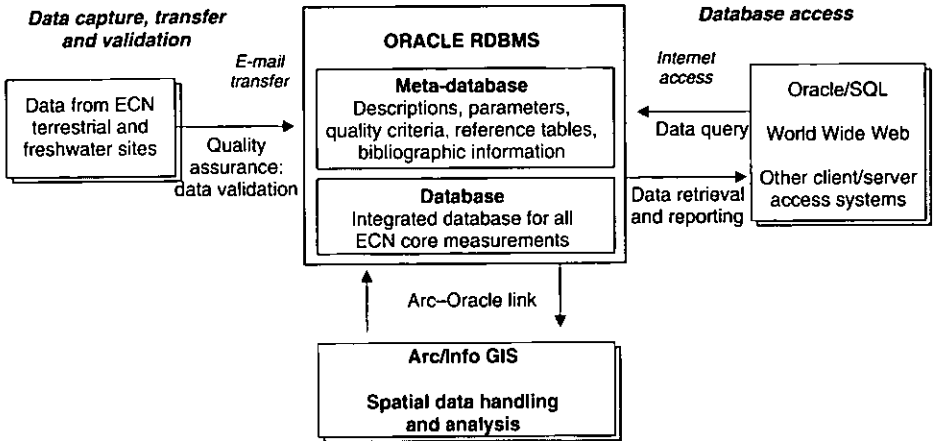 Data capture, transfer
and validation
E-mail
transfer
Data from ECN
terrestrial and
freshwater sites
Quality
assurance:
data validation
ORACLE RDBMS
Meta-database
Descriptions, parameters,
quality criteria, reference tables,
bibliographic information
Database
Integrated database for all
ECN core measurements
Database access
Internet
access
Data query
Data retrieval
and reporting
Oracle/SQL
World Wide Web
Other client/server
access systems
Arc–Oracle link
Arc/Info GIS
Spatial data handling
and analysis